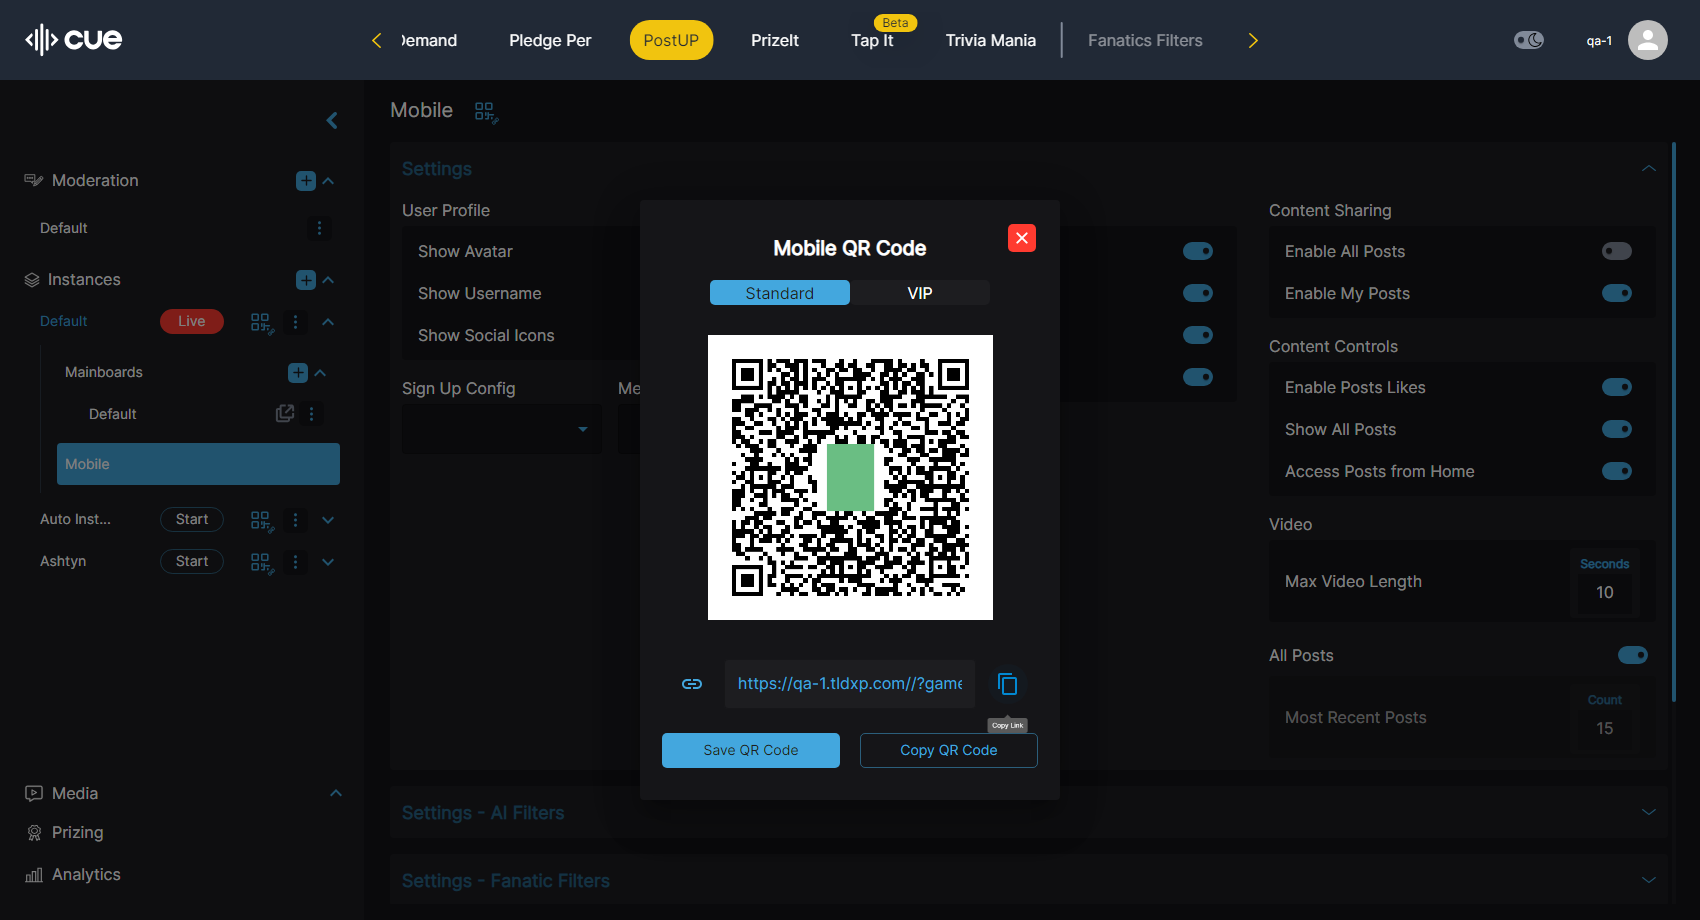 cue
Demand
Pledge Per
PostUP
PrizeIt
Beta
Tap It
Trivia Mania
Fanatics Filters
qa-1
Moderation
Default
Instances
Default
Live
Mainboards
Default
Mobile
Auto Inst...
Start
Ashtyn
Start
Media
Prizing
Analytics
Mobile
Settings
User Profile
Show Avatar
Show Username
Show Social Icons
Sign Up Config
Me
Content Sharing
Enable All Posts
Enable My Posts
Content Controls
Enable Posts Likes
Show All Posts
Access Posts from Home
Video
Max Video Length
Seconds
10
All Posts
Most Recent Posts
Count
15
Settings - AI Filters
Settings - Fanatic Filters
Mobile QR Code
Standard
VIP
https://qa-1.tldxp.com//?game
Copy Link
Save QR Code
Copy QR Code